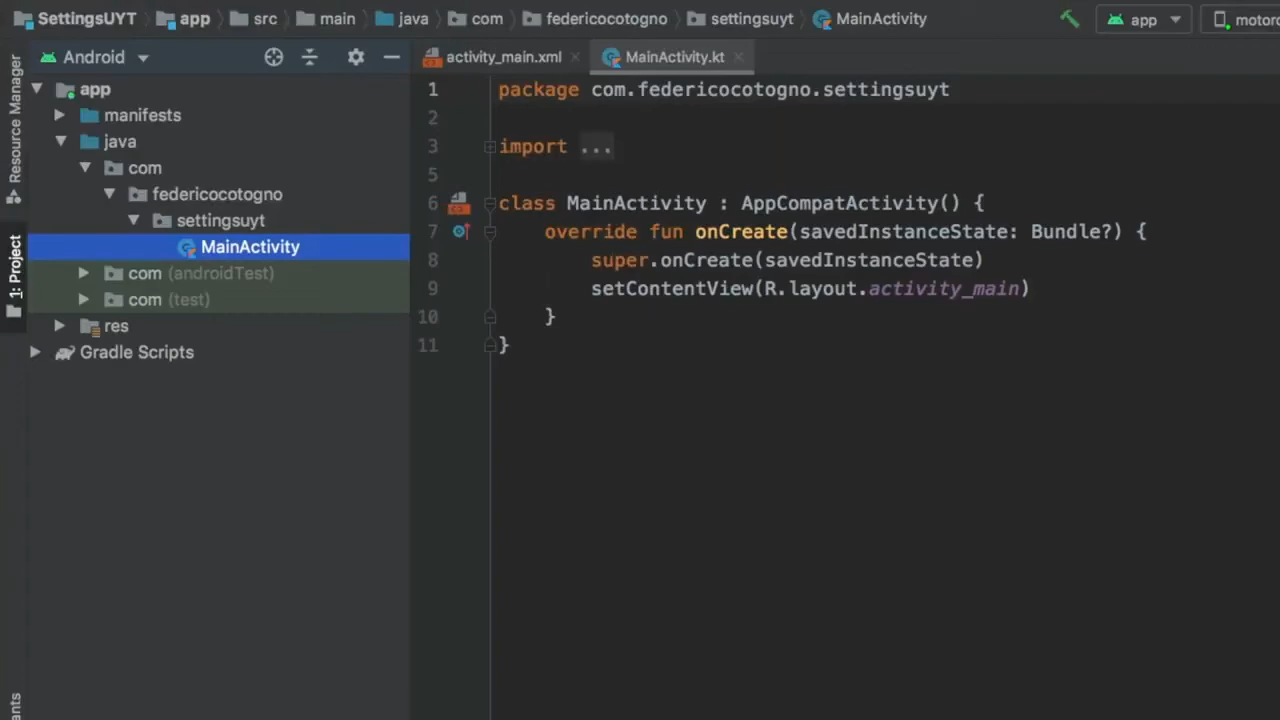 SettingsUYT app src main java com federicocotogno settingsuyt MainActivity app
Android
activity_main.xml MainActivity.kt
Resource Manager
1: Project
app
manifests
java
com
federicocotogno
settingsuyt
MainActivity
com (androidTest)
com (test)
res
Gradle Scripts
1 package com.federicocotogno.settingsuyt
2
3 import ...
5
6 class MainActivity : AppCompatActivity() {
7 override fun onCreate(savedInstanceState: Bundle?) {
8 super.onCreate(savedInstanceState)
9 setContentView(R.layout.activity_main)
10 }
11 }